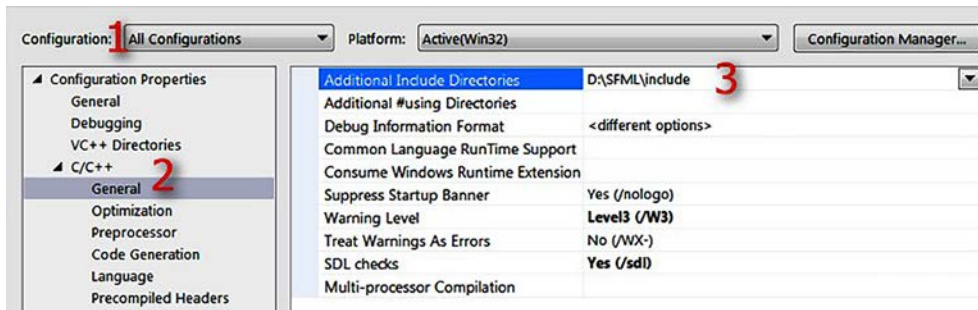 Configuration: 1 All Configurations Platform: Active(Win32) Configuration Manager...
Configuration Properties
General
Debugging
VC++ Directories
C/C++
General 2
Optimization
Preprocessor
Code Generation
Language
Precompiled Headers
Additional Include Directories D:\SFML\include 3
Additional #using Directories
Debug Information Format <different options>
Common Language RunTime Support
Consume Windows Runtime Extension
Suppress Startup Banner Yes (/nologo)
Warning Level Level3 (/W3)
Treat Warnings As Errors No (/WX-)
SDL checks Yes (/sdl)
Multi-processor Compilation